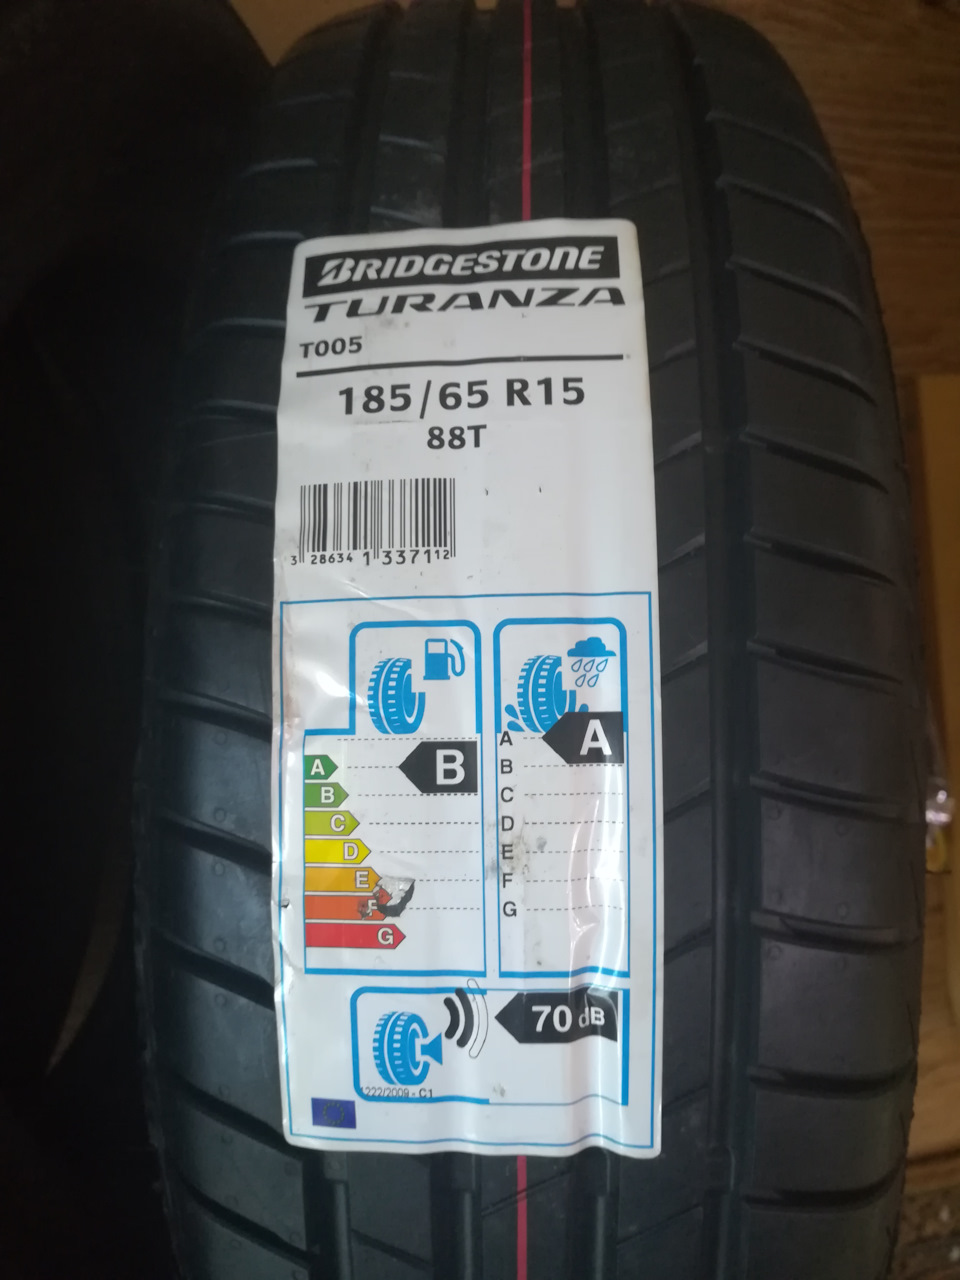 BRIDGESTONE
TURANZA
T005
185/65 R15
88T
3 286341 337112
A
B
A
B
C
D
E
F
G
A
B
C
D
E
F
G
A
70 dB
1222/2009 - C1